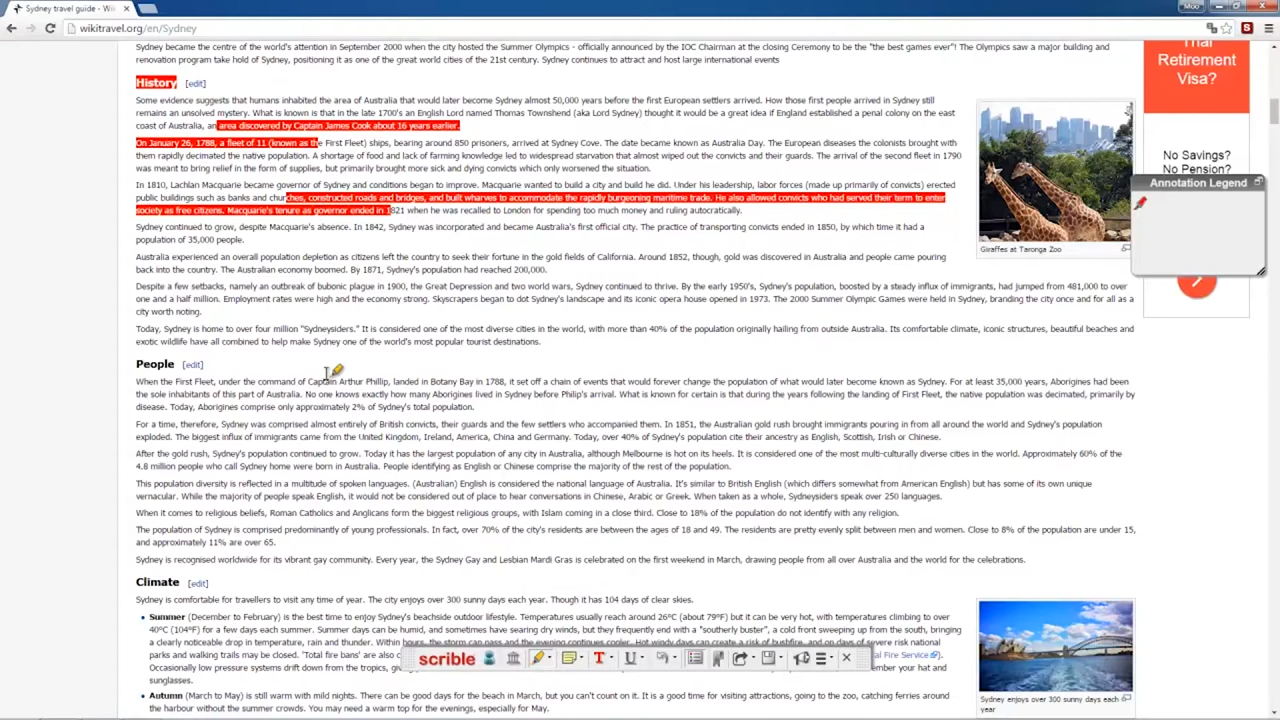 Sydney travel guide - Wikit
Moo
wikitravel.org/en/Sydney
Sydney became the centre of the world's attention in September 2000 when the city hosted the Summer Olympics - officially announced by the IOC Chairman at the closing Ceremony to be the "the best games ever"! The Olympics saw a major building and
renovation program take hold of Sydney, positioning it as one of the great world cities of the 21st century. Sydney continues to attract and host large international events
History [edit]
Some evidence suggests that humans inhabited the area of Australia that would later become Sydney almost 50,000 years before the first European settlers arrived. How those first people arrived in Sydney still
remains an unsolved mystery. What is known is that in the late 1700's an English Lord named Thomas Townsend (aka Lord Sydney) thought it would be a great idea if England established a penal colony on the east
coast of Australia, an area discovered by Captain James Cook about 16 years earlier.
On January 26, 1788, a fleet of 11 (known as the First Fleet) ships, bearing around 850 prisoners, arrived at Sydney Cove. The date became known as Australia Day. The European diseases the colonists brought with
them rapidly decimated the native population. A shortage of food and lack of farming knowledge led to widespread starvation that almost wiped out the convicts and their guards. The arrival of the second fleet in 1790
was meant to bring relief in the form of supplies, but primarily brought more sick and dying convicts which only worsened the situation.
In 1810, Lachlan Macquarie became governor of Sydney and conditions began to improve. Macquarie wanted to build a city and build he did. Under his leadership, labor forces (made up primarily of convicts) erected
public buildings such as banks and churches, constructed roads and bridges, and built wharves to accommodate the rapidly burgeoning maritime trade. He also allowed convicts who had served their term to enter
society as free citizens. Macquarie's tenure as governor ended in 1821 when he was recalled to London for spending too much money and ruling autocratically.
Sydney continued to grow, despite Macquarie's absence. In 1842, Sydney was incorporated and became Australia's first official city. The practice of transporting convicts ended in 1850, by which time it had a
population of 35,000 people.
Australia experienced an overall population depletion as citizens left the country to seek their fortune in the gold fields of California. Around 1852, though, gold was discovered in Australia and people came pouring
back into the country. The Australian economy boomed. By 1871, Sydney's population had reached 200,000.
Despite a few setbacks, namely an outbreak of bubonic plague in 1900, the Great Depression and two world wars, Sydney continued to thrive. By the early 1950's, Sydney's population, boosted by a steady influx of immigrants, had jumped from 481,000 to over
one and a half million. Employment rates were high and the economy strong. Skyscrapers began to dot Sydney's landscape and its iconic opera house opened in 1973. The 2000 Summer Olympic Games were held in Sydney, branding the city once and for all as a
city worth noting.
Today, Sydney is home to over four million "Sydneysiders." It is considered one of the most diverse cities in the world, with more than 40% of the population originally hailing from outside Australia. Its comfortable climate, iconic structures, beautiful beaches and
exotic wildlife have all combined to help make Sydney one of the world's most popular tourist destinations.
Giraffes at Taronga Zoo
Thai
Retirement
Visa?
No Savings?
No Pension?
Annotation Legend
People [edit]
When the First Fleet, under the command of Captain Arthur Phillip, landed in Botany Bay in 1788, it set off a chain of events that would forever change the population of what would later become known as Sydney. For at least 35,000 years, Aborigines had been
the sole inhabitants of this part of Australia. No one knows exactly how many Aborigines lived in Sydney before Philip's arrival. What is known for certain is that during the years following the landing of First Fleet, the native population was decimated, primarily by
disease. Today, Aborigines comprise only approximately 2% of Sydney's total population.
For a time, therefore, Sydney was comprised almost entirely of British convicts, their guards and the few settlers who accompanied them. In 1851, the Australian gold rush brought immigrants pouring in from all around the world and Sydney's population
exploded. The biggest influx of immigrants came from the United Kingdom, Ireland, America, China and Germany. Today, over 40% of Sydney's population cite their ancestry as English, Scottish, Irish or Chinese.
After the gold rush, Sydney's population continued to grow. Today it has the largest population of any city in Australia, although Melbourne is hot on its heels. It is considered one of the most multi-culturally diverse cities in the world. Approximately 60% of the
4.8 million people who call Sydney home were born in Australia. People identifying as English or Chinese comprise the majority of the rest of the population.
This population diversity is reflected in a multitude of spoken languages. (Australian) English is considered the national language of Australia. It's similar to British English (which differs somewhat from American English) but has some of its own unique
vernacular. While the majority of people speak English, it would not be considered out of place to hear conversations in Chinese, Arabic or Greek. When taken as a whole, Sydneysiders speak over 250 languages.
When it comes to religious beliefs, Roman Catholics and Anglicans form the biggest religious groups, with Islam coming in a close third. Close to 18% of the population do not identify with any religion.
The population of Sydney is comprised predominantly of young professionals. In fact, over 70% of the city's residents are between the ages of 18 and 49. The residents are pretty evenly split between men and women. Close to 8% of the population are under 15,
and approximately 11% are over 65.
Sydney is recognised worldwide for its vibrant gay community. Every year, the Sydney Gay and Lesbian Mardi Gras is celebrated on the first weekend in March, drawing people from all over Australia and the world for the celebrations.
Climate [edit]
Sydney is comfortable for travellers to visit any time of year. The city enjoys over 300 sunny days each year. Though it has 104 days of clear skies.
Summer (December to February) is the best time to enjoy Sydney's beachside outdoor lifestyle. Temperatures usually reach around 26°C (about 79°F) but it can be very hot, with temperatures climbing to over
40°C (104°F) for a few days each summer. Summer days can be humid, and sometimes have searing dry winds, but they frequently end with a "southerly buster", a cold front sweeping up from the south, bringing
a clearly noticeable drop in temperature, rain and thunder. Within hours, the storm can pass and the evening continues cooler. Hot windy days can create a risk of bushfire, and on days of severe risk national
parks and walking trails may be closed. 'Total fire bans' are also c al Fire Service
Occasionally low pressure systems drift down from the tropics, ember your hat and
sunglasses.
scrible
Autumn (March to May) is still warm with mild nights. There can be good days for the beach in March, but you can't count on it. It is a good time for visiting attractions, going to the zoo, catching ferries around
the harbour without the summer crowds. You may need a warm top for the evenings, especially for May.
Sydney enjoys over 300 sunny days each
year